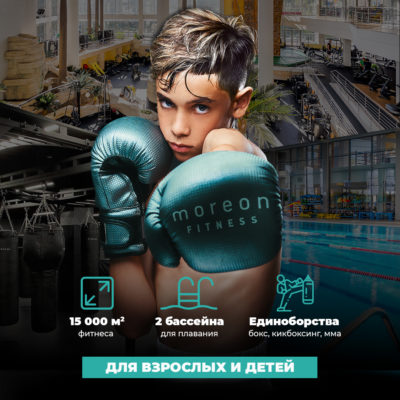 moreon
FITNESS
15 000 м²
фитнеса
2 бассейна
для плавания
Единоборства
бокс, кикбоксинг, мма
ДЛЯ ВЗРОСЛЫХ И ДЕТЕЙ